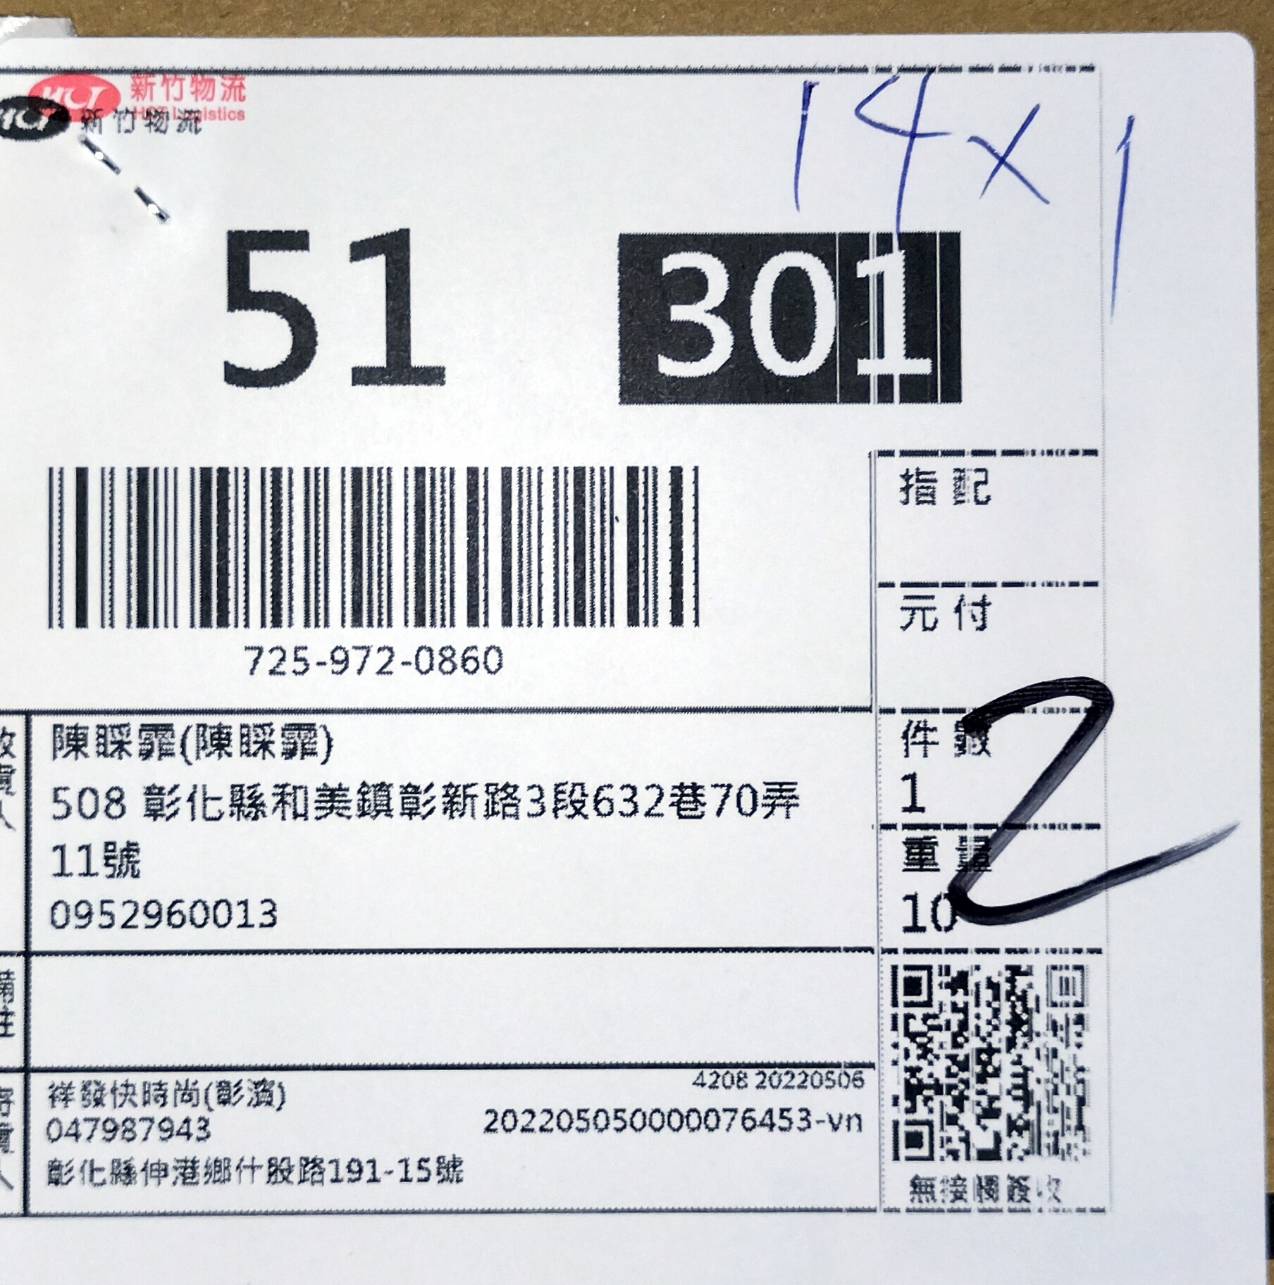 HCT 新竹物流
HCT Logistics
HCT 新竹物流
14 x 1
51 301
指配
元付
725-972-0860
收貨人
陳睬霏(陳睬霏)
508 彰化縣和美鎮彰新路3段632巷70弄
11號
0952960013
件數
1
2
重量
10
備註
寄貨人
祥發快時尚(彰濱)
4208 20220506
047987943
202205050000076453-vn
彰化縣伸港鄉什股路191-15號
無接觸簽收